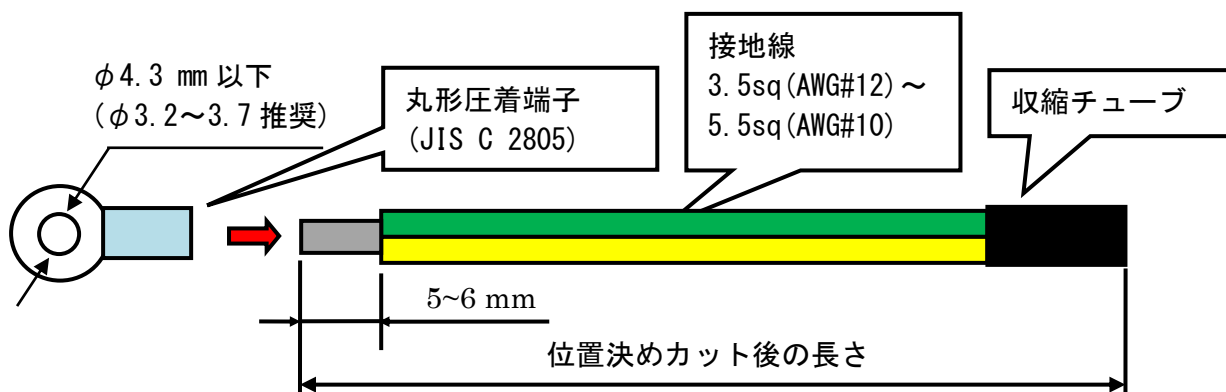 φ4.3 mm 以下
(φ3.2～3.7 推奨)
丸形圧着端子
(JIS C 2805)
接地線
3.5sq(AWG#12)～
5.5sq(AWG#10)
収縮チューブ
5~6 mm
位置決めカット後の長さ